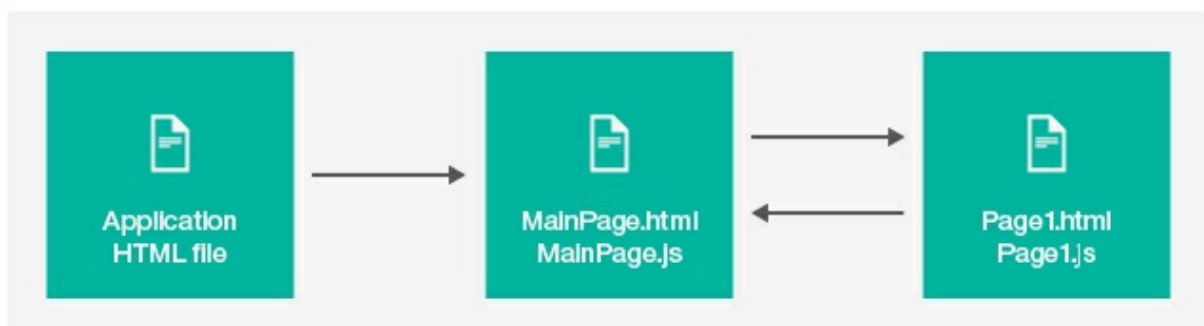 Application
HTML file
MainPage.html
MainPage.js
Page1.html
Page1.js